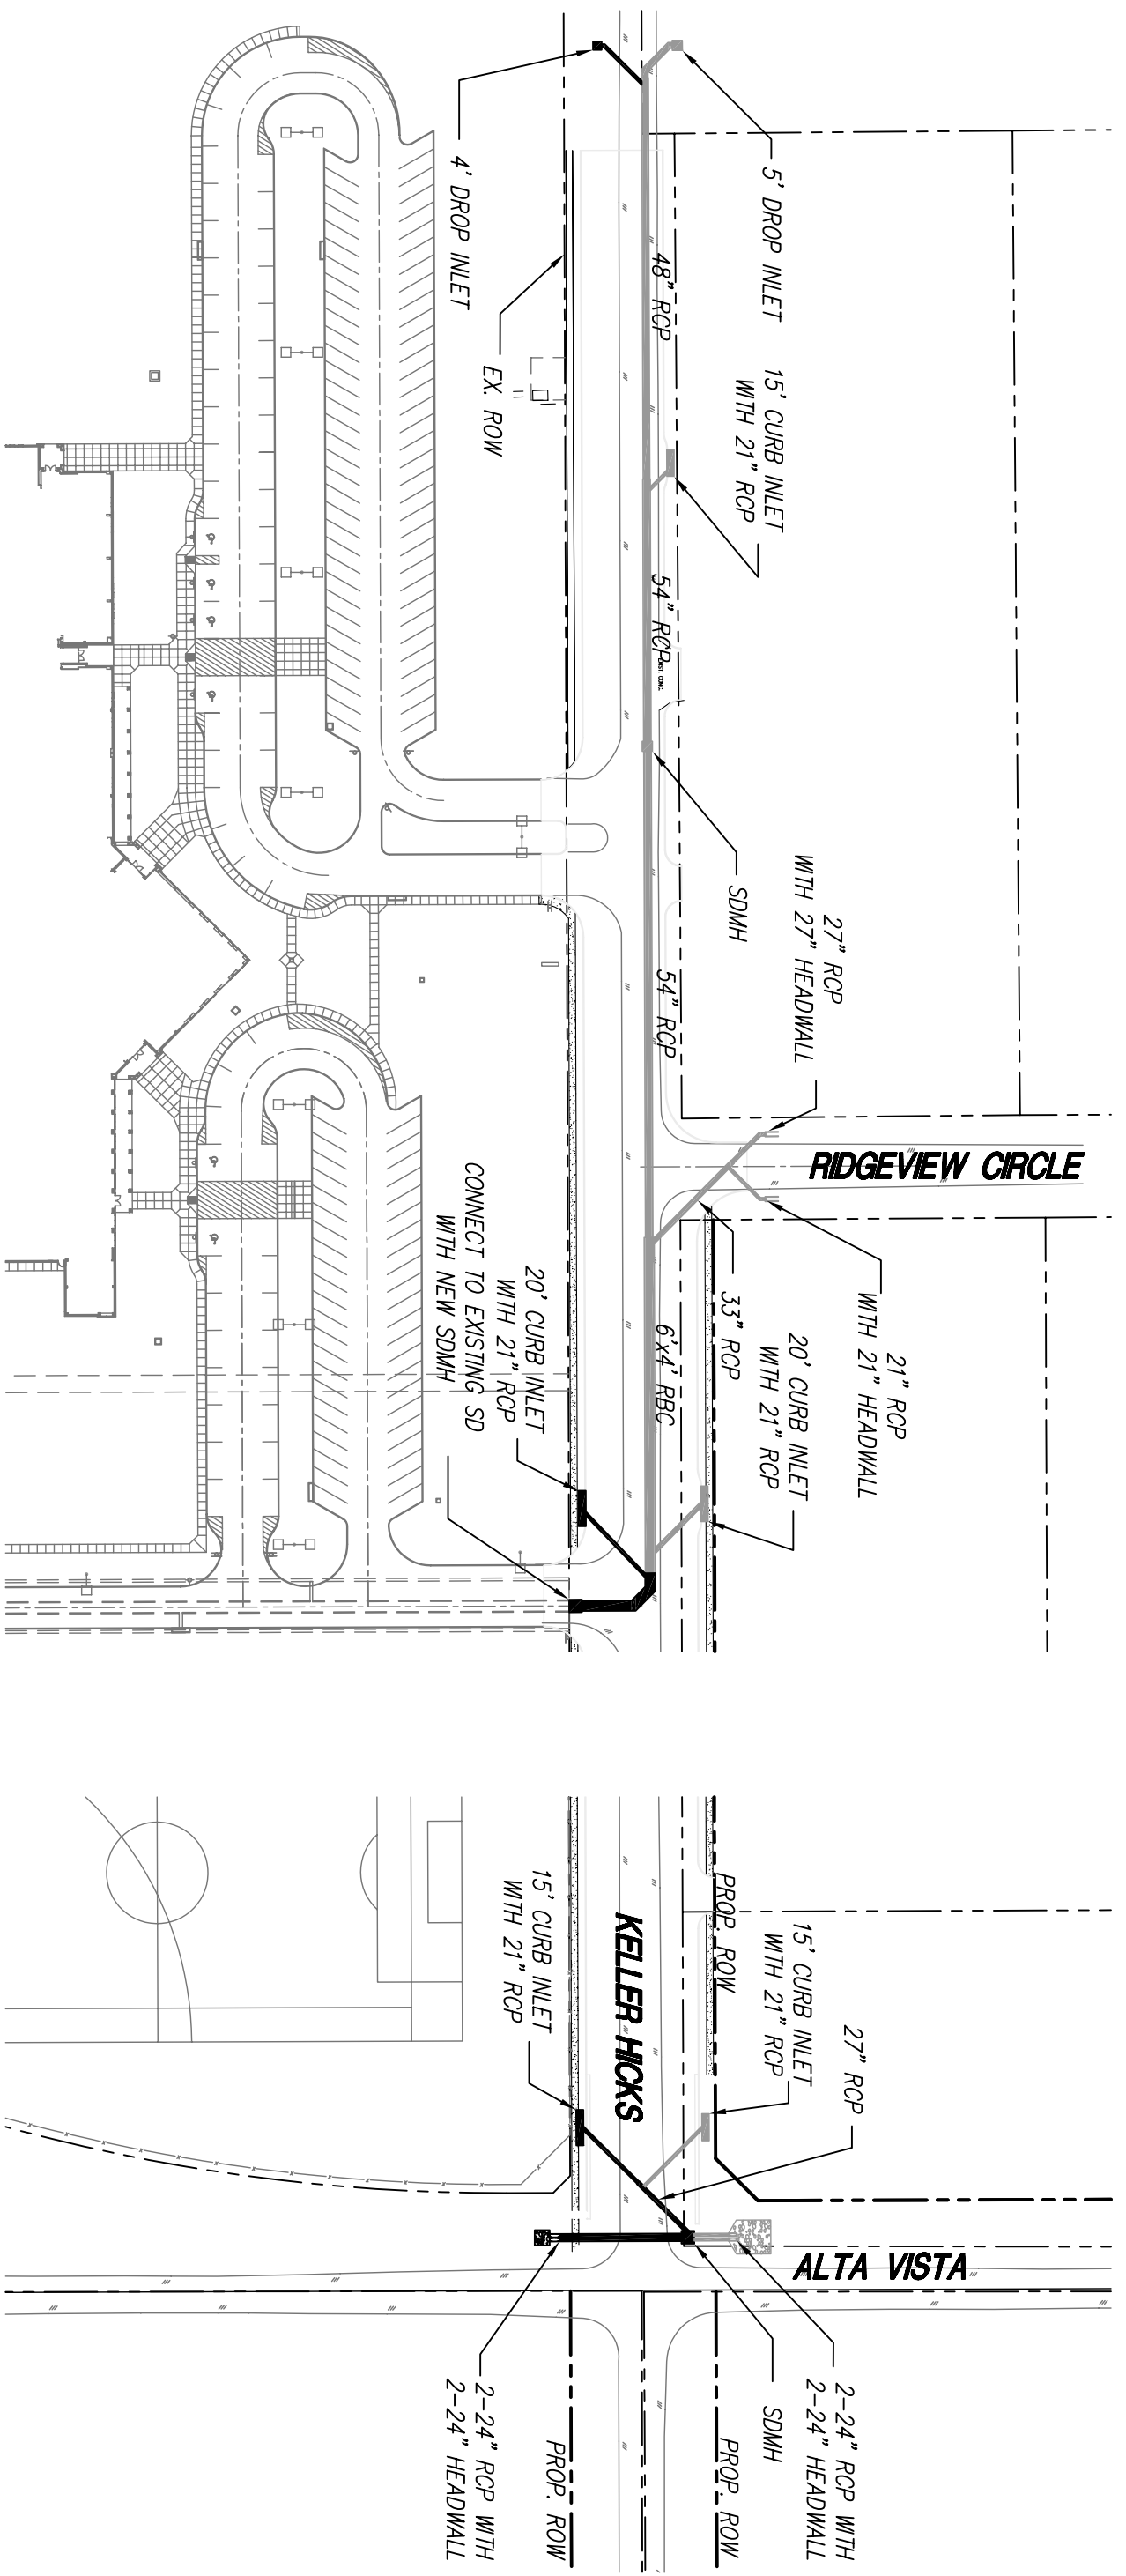 5' DROP INLET
4' DROP INLET
48" RCP
15' CURB INLET
WITH 21" RCP
EX. ROW
54" RCP
SDMH
27" RCP
WITH 27" HEADWALL
54" RCP
RIDGEVIEW CIRCLE
21" RCP
WITH 21" HEADWALL
33" RCP
20' CURB INLET
WITH 21" RCP
6'x4' RBC
20' CURB INLET
WITH 21" RCP
CONNECT TO EXISTING SD
WITH NEW SDMH
PROP. ROW
15' CURB INLET
WITH 21" RCP
27" RCP
KELLER HICKS
15' CURB INLET
WITH 21" RCP
ALTA VISTA
2-24" RCP WITH
2-24" HEADWALL
SDMH
PROP. ROW
PROP. ROW
2-24" RCP WITH
2-24" HEADWALL